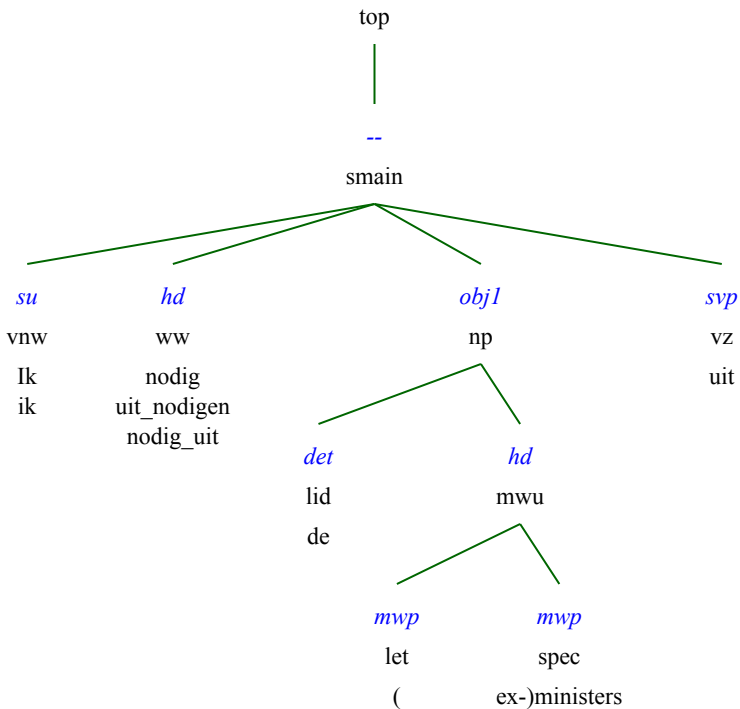 top
--
smain
su hd obj1 svp
vnw ww np vz
Ik nodig uit
ik uit_nodigen
nodig_uit
det hd
lid mwu
de
mwp mwp
let spec
( ex-)ministers